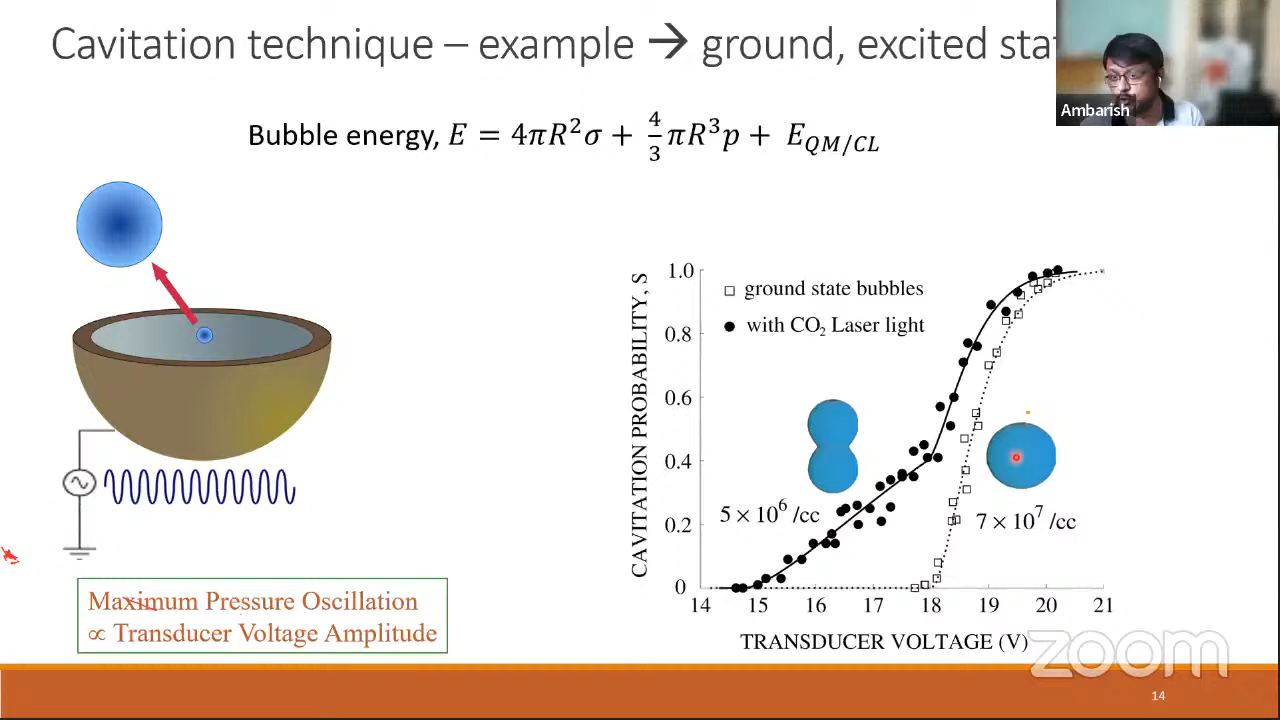 Cavitation technique – example → ground, excited stat
Ambarish
Bubble energy, E = 4πR²σ + 4/3 πR³p + E_QM/CL
CAVITATION PROBABILITY, S
1.0
0.8
0.6
0.4
0.2
0
□ ground state bubbles
● with CO₂ Laser light
5 × 10⁶ /cc
7 × 10⁷ /cc
14 15 16 17 18 19 20 21
TRANSDUCER VOLTAGE (V)
Maximum Pressure Oscillation
∝ Transducer Voltage Amplitude
zoom
14